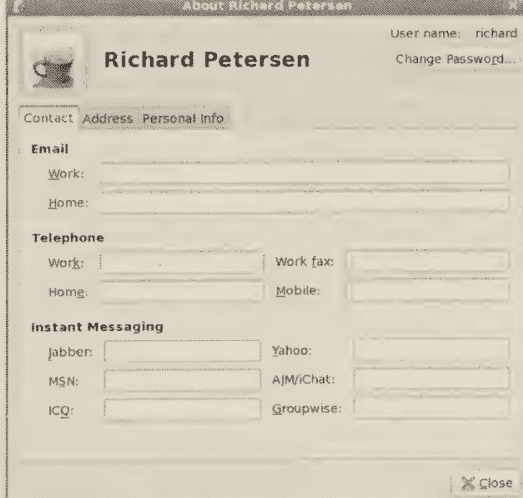 About Richard Petersen
User name: richard
Richard Petersen
Change Password...
Contact Address Personal Info
Email
Work:
Home:
Telephone
Work: Work fax:
Home: Mobile:
Instant Messaging
Jabber: Yahoo:
MSN: AIM/iChat:
ICQ: Groupwise:
Close